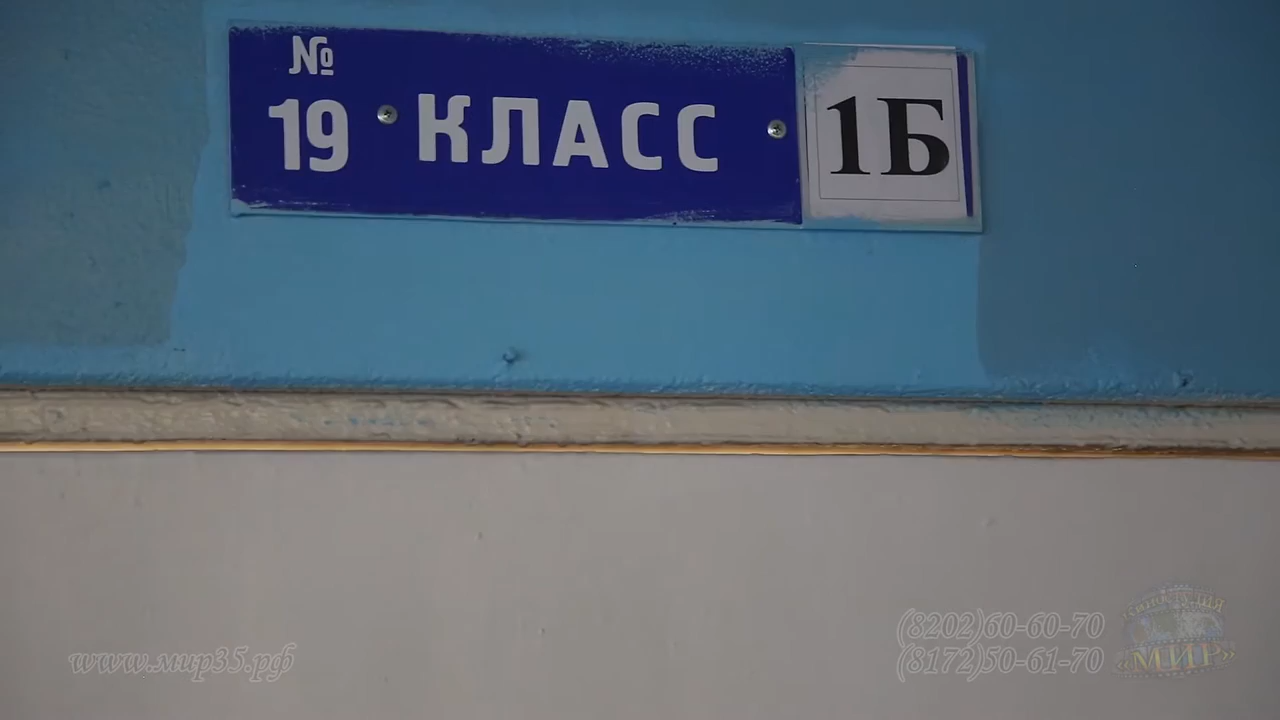 №
19 КЛАСС 1Б
www.мир35.рф
(8202)60-60-70
(8172)50-61-70
«МИР»